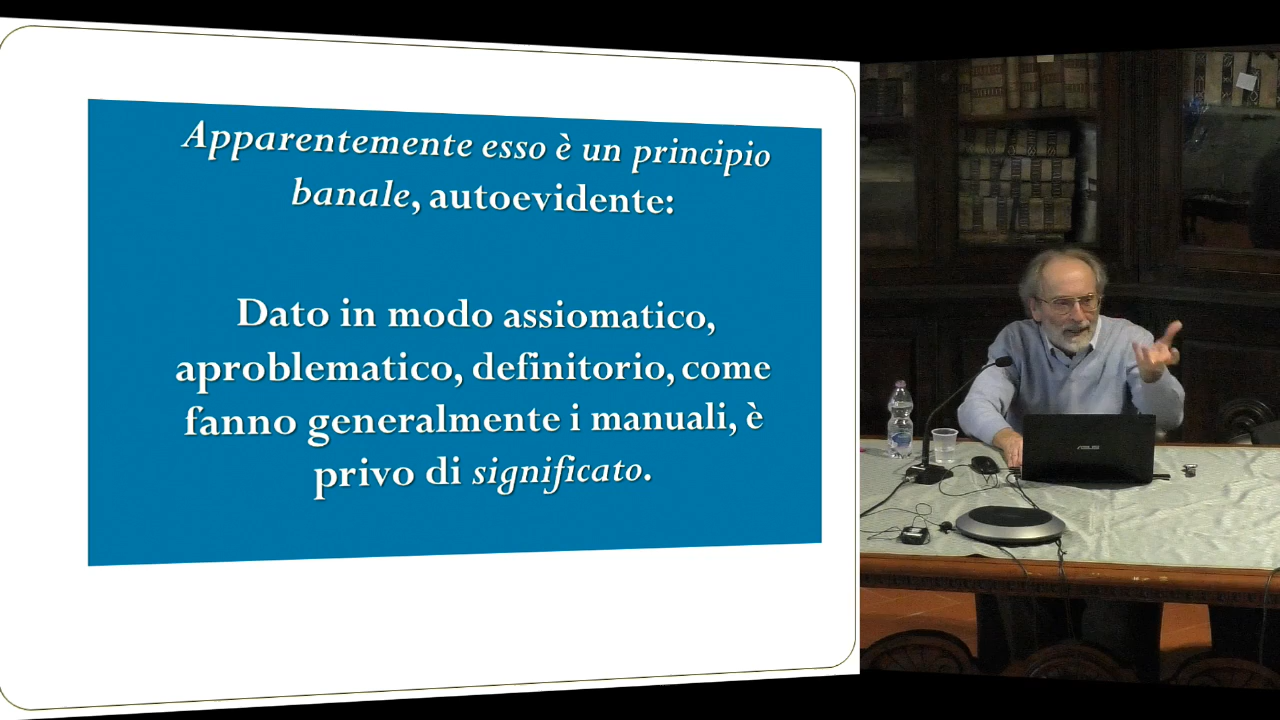 Apparentemente esso è un principio
banale, autoevidente:
Dato in modo assiomatico,
aproblematico, definitorio, come
fanno generalmente i manuali, è
privo di significato.
ASUS